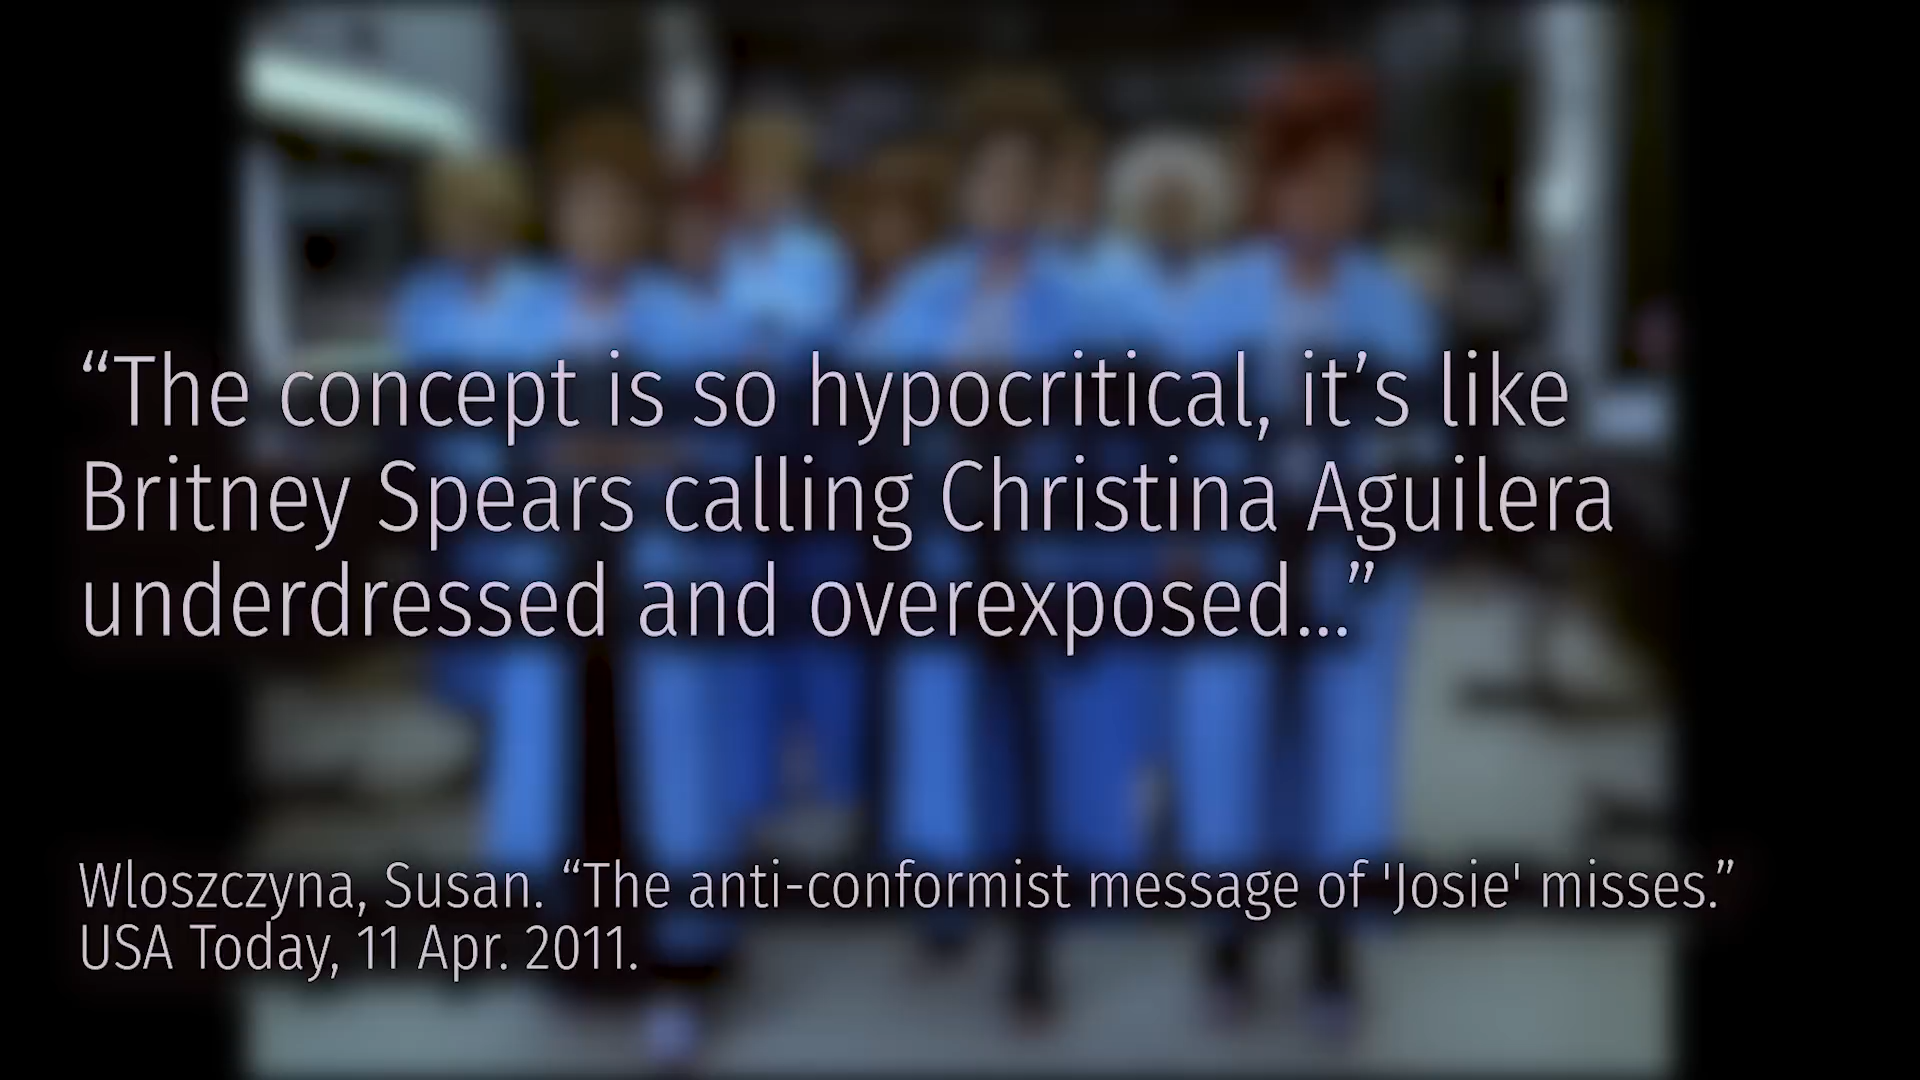 “The concept is so hypocritical, it’s like
Britney Spears calling Christina Aguilera
underdressed and overexposed...”
Wloszczyna, Susan. “The anti-conformist message of 'Josie' misses.”
USA Today, 11 Apr. 2011.